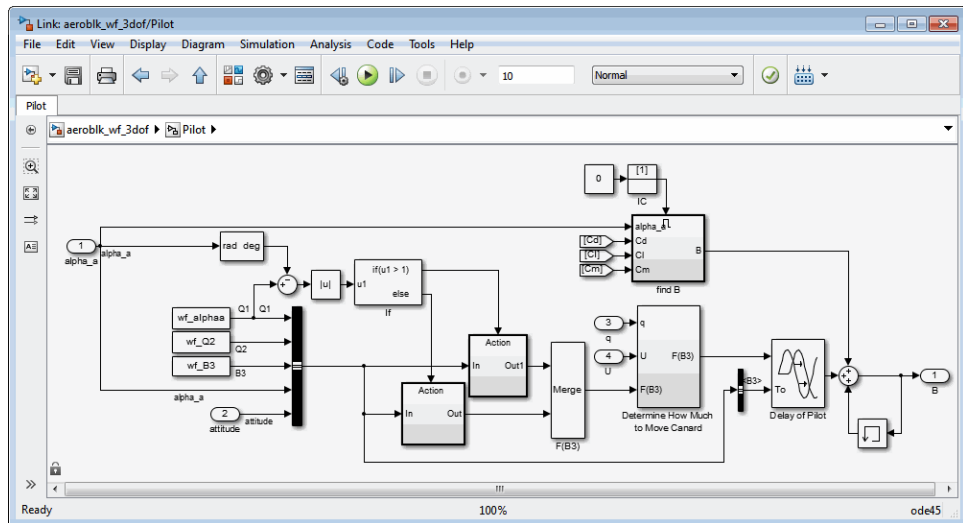 Link: aeroblk_wf_3dof/Pilot
File Edit View Display Diagram Simulation Analysis Code Tools Help
10 Normal
Pilot
aeroblk_wf_3dof Pilot
0
[1]
IC
alpha_a
Cd
Cl
Cm
B
find B
[Cd]
[Cl]
[Cm]
1
alpha_a
alpha_a
rad deg
+
−
|u|
u1
if(u1 > 1)
else
If
wf_alphaa
Q1
Q1
wf_Q2
Q2
wf_B3
B3
alpha_a
2
attitude
attitude
Action
In Out1
Action
In Out
Merge
F(B3)
3
q
4
U
q
U
F(B3)
F(B3)
Determine How Much
to Move Canard
<B3>
To
Delay of Pilot
+
+
+
1
B
Ready 100% ode45